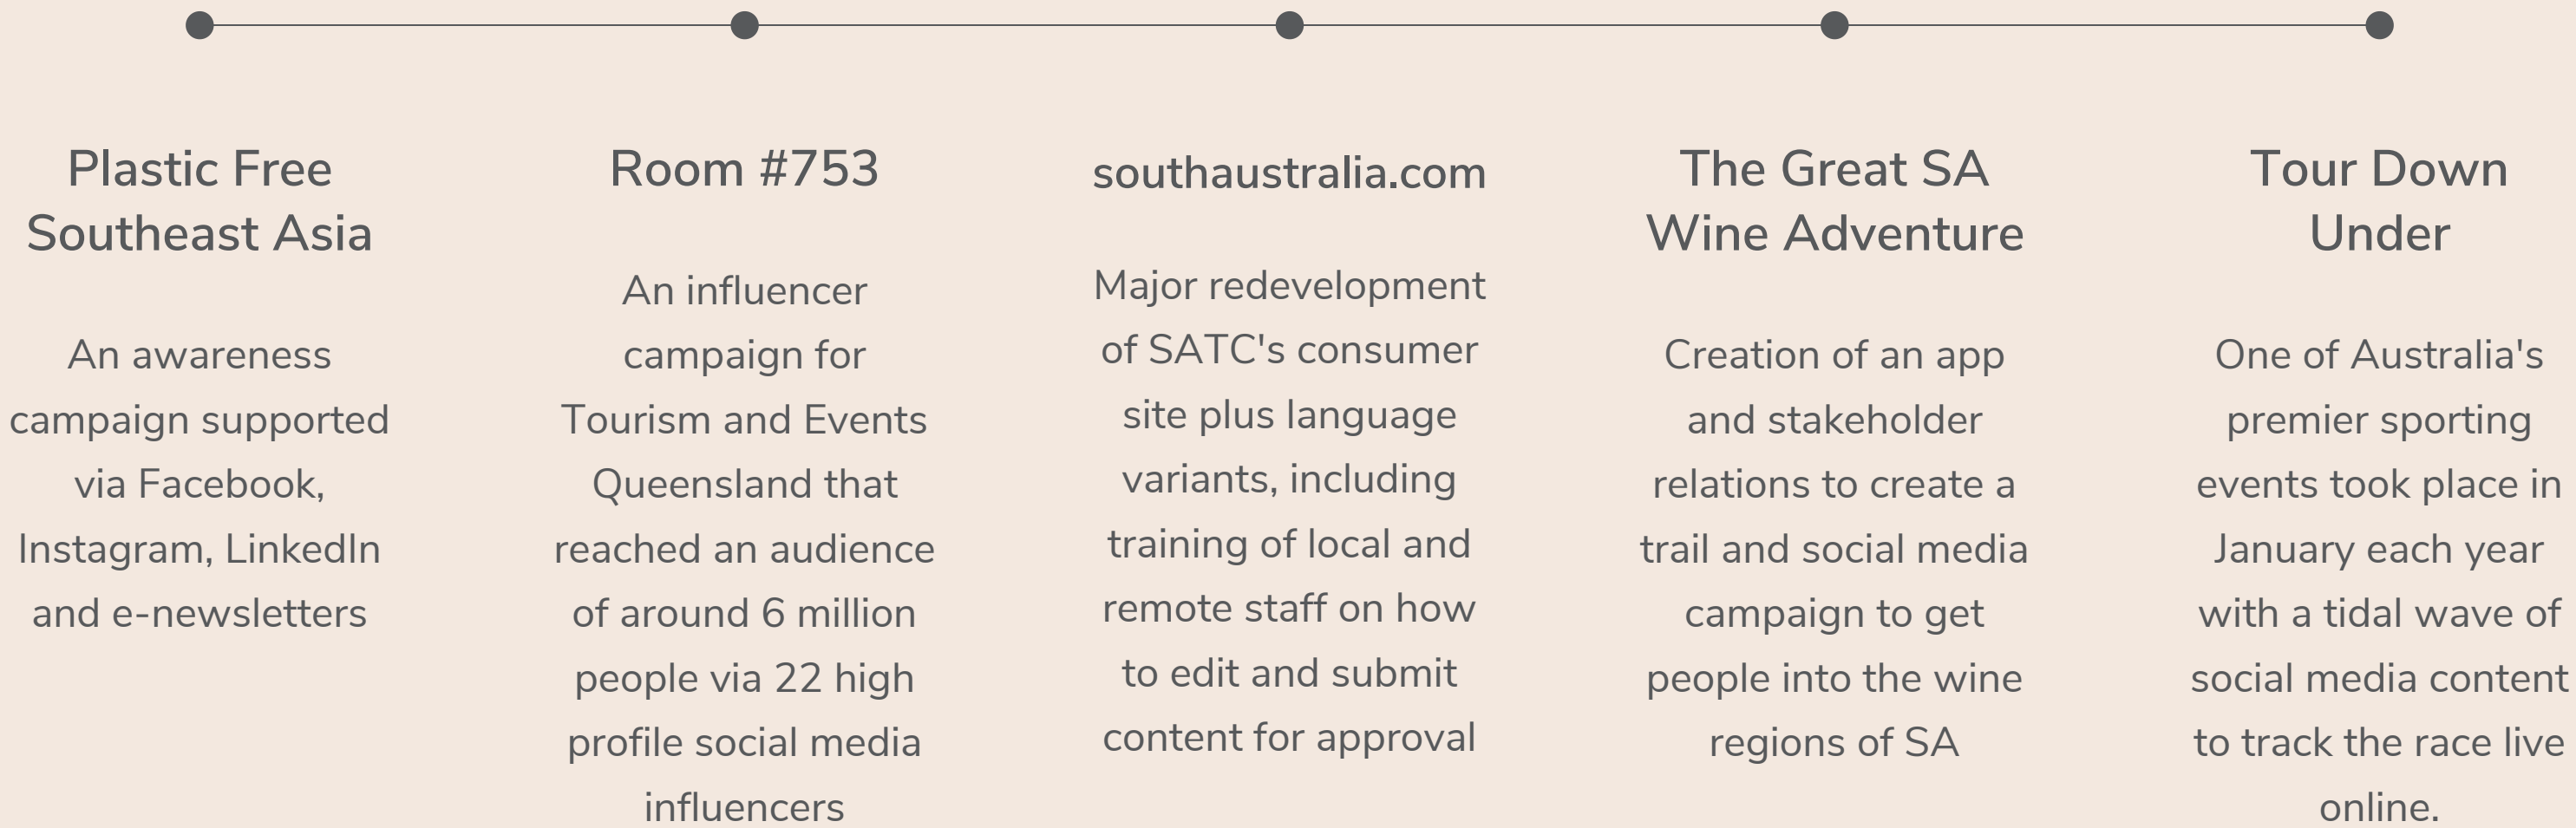 Plastic Free
Southeast Asia
An awareness
campaign supported
via Facebook,
Instagram, LinkedIn
and e-newsletters
Room #753
An influencer
campaign for
Tourism and Events
Queensland that
reached an audience
of around 6 million
people via 22 high
profile social media
influencers
southaustralia.com
Major redevelopment
of SATC's consumer
site plus language
variants, including
training of local and
remote staff on how
to edit and submit
content for approval
The Great SA
Wine Adventure
Creation of an app
and stakeholder
relations to create a
trail and social media
campaign to get
people into the wine
regions of SA
Tour Down
Under
One of Australia's
premier sporting
events took place in
January each year
with a tidal wave of
social media content
to track the race live
online.